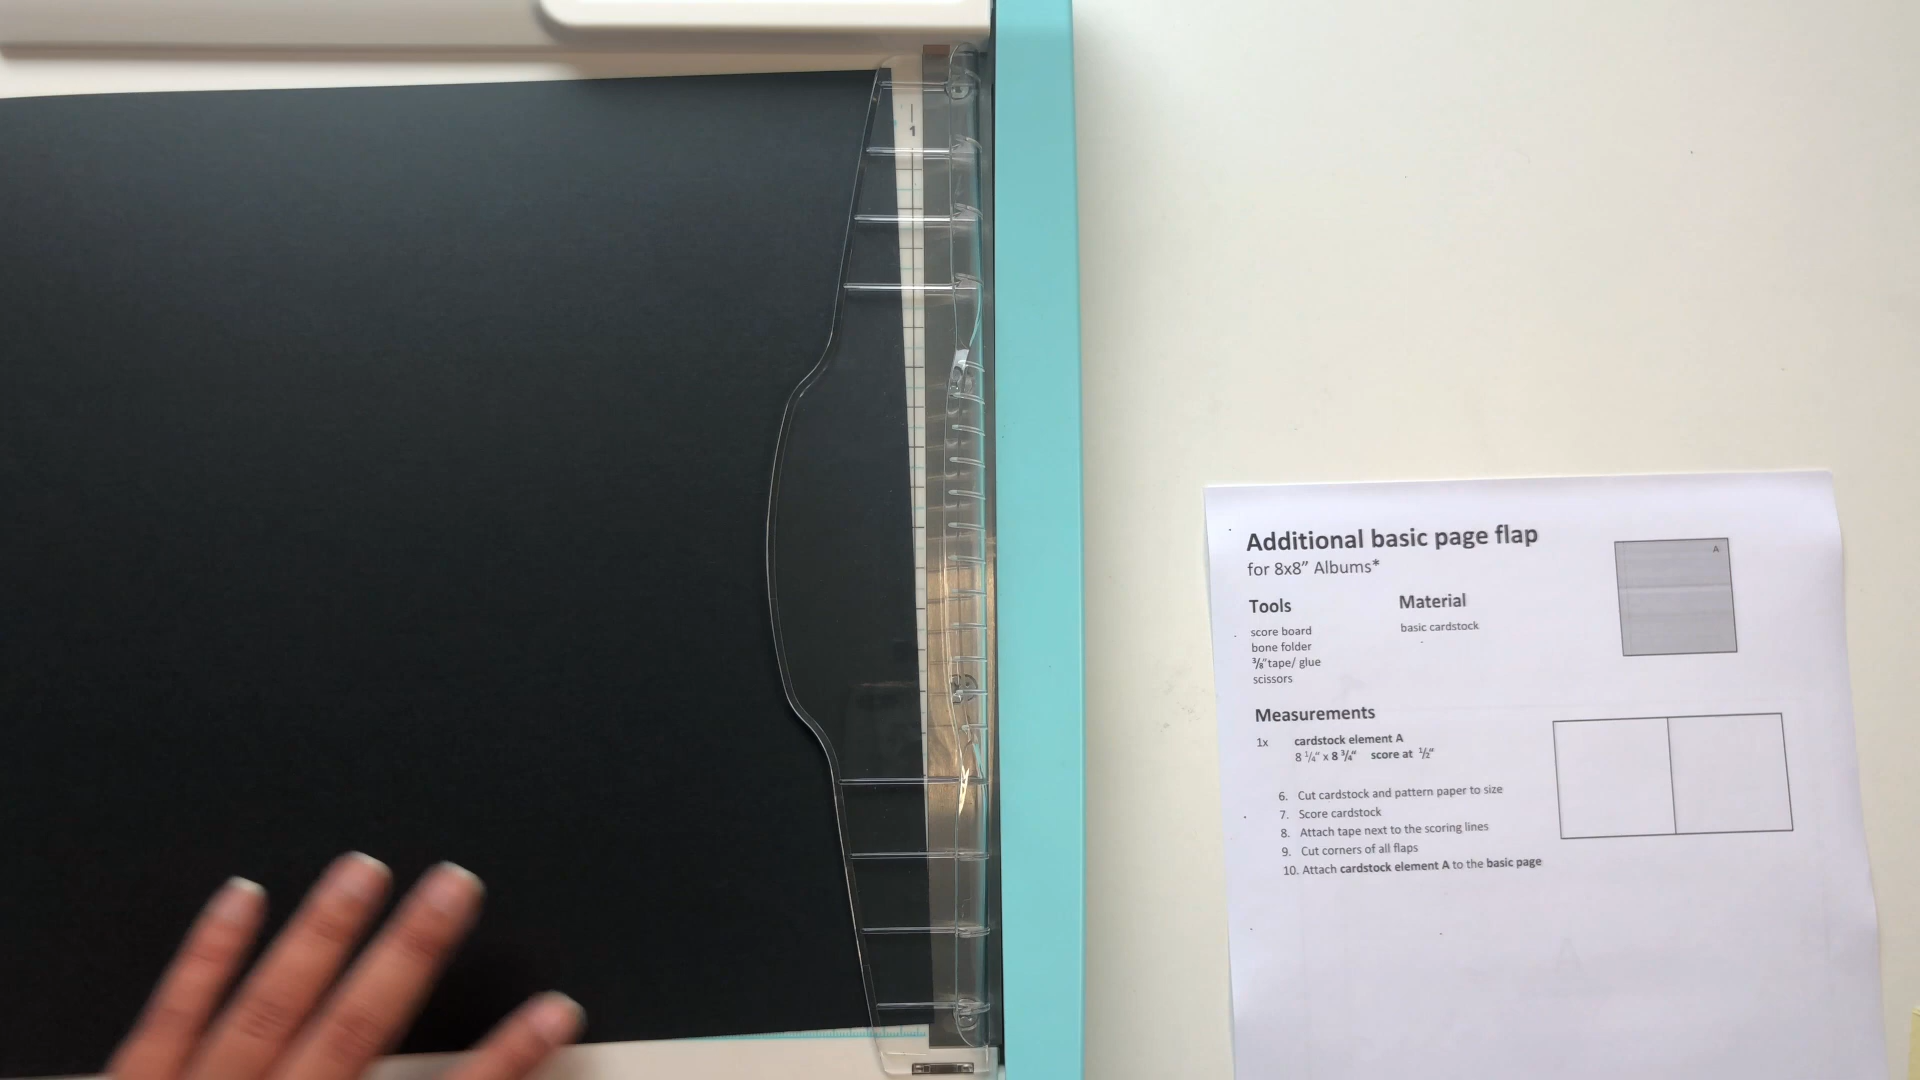 1
Additional basic page flap
for 8x8” Albums*
A
Tools
Material
score board
basic cardstock
bone folder
⅜“tape/ glue
scissors
Measurements
1x cardstock element A
8 ¼“ x 8 ¾“ score at ½“
6. Cut cardstock and pattern paper to size
7. Score cardstock
8. Attach tape next to the scoring lines
9. Cut corners of all flaps
10. Attach cardstock element A to the basic page